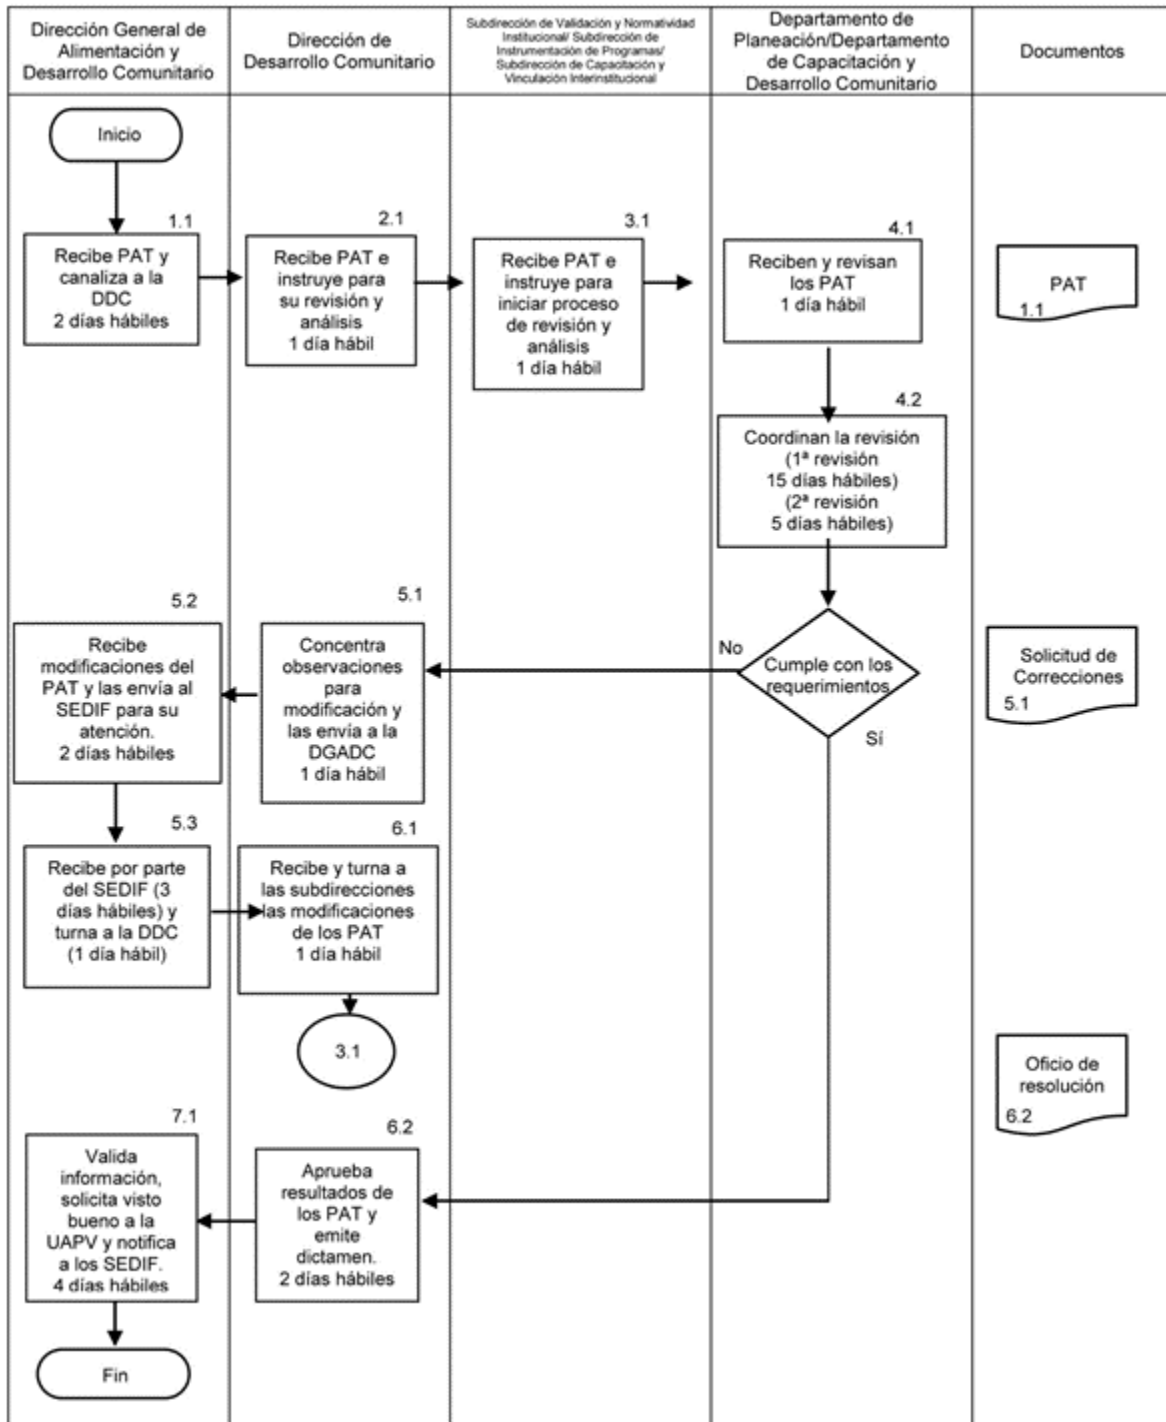 Dirección General de
Alimentación y
Desarrollo Comunitario
Dirección de
Desarrollo Comunitario
Subdirección de Validación y Normatividad
Institucional/ Subdirección de
Instrumentación de Programas/
Subdirección de Capacitación y
Vinculación Interinstitucional
Departamento de
Planeación/Departamento
de Capacitación y
Desarrollo Comunitario
Documentos
Inicio
1.1
Recibe PAT y
canaliza a la
DDC
2 días hábiles
2.1
Recibe PAT e
instruye para
su revisión y
análisis
1 día hábil
3.1
Recibe PAT e
instruye para
iniciar proceso
de revisión y
análisis
1 día hábil
4.1
Reciben y revisan
los PAT
1 día hábil
PAT
1.1
4.2
Coordinan la revisión
(1ª revisión
15 días hábiles)
(2ª revisión
5 días hábiles)
Cumple con los
requerimientos
No
Sí
Solicitud de
Correcciones
5.1
5.1
Concentra
observaciones
para
modificación y
las envía a la
DGADC
1 día hábil
5.2
Recibe
modificaciones del
PAT y las envía al
SEDIF para su
atención.
2 días hábiles
5.3
Recibe por parte
del SEDIF (3
días hábiles) y
turna a la DDC
(1 día hábil)
6.1
Recibe y turna a
las subdirecciones
las modificaciones
de los PAT
1 día hábil
3.1
Oficio de
resolución
6.2
6.2
Aprueba
resultados de
los PAT y
emite
dictamen.
2 días hábiles
7.1
Valida
información,
solicita visto
bueno a la
UAPV y notifica
a los SEDIF.
4 días hábiles
Fin